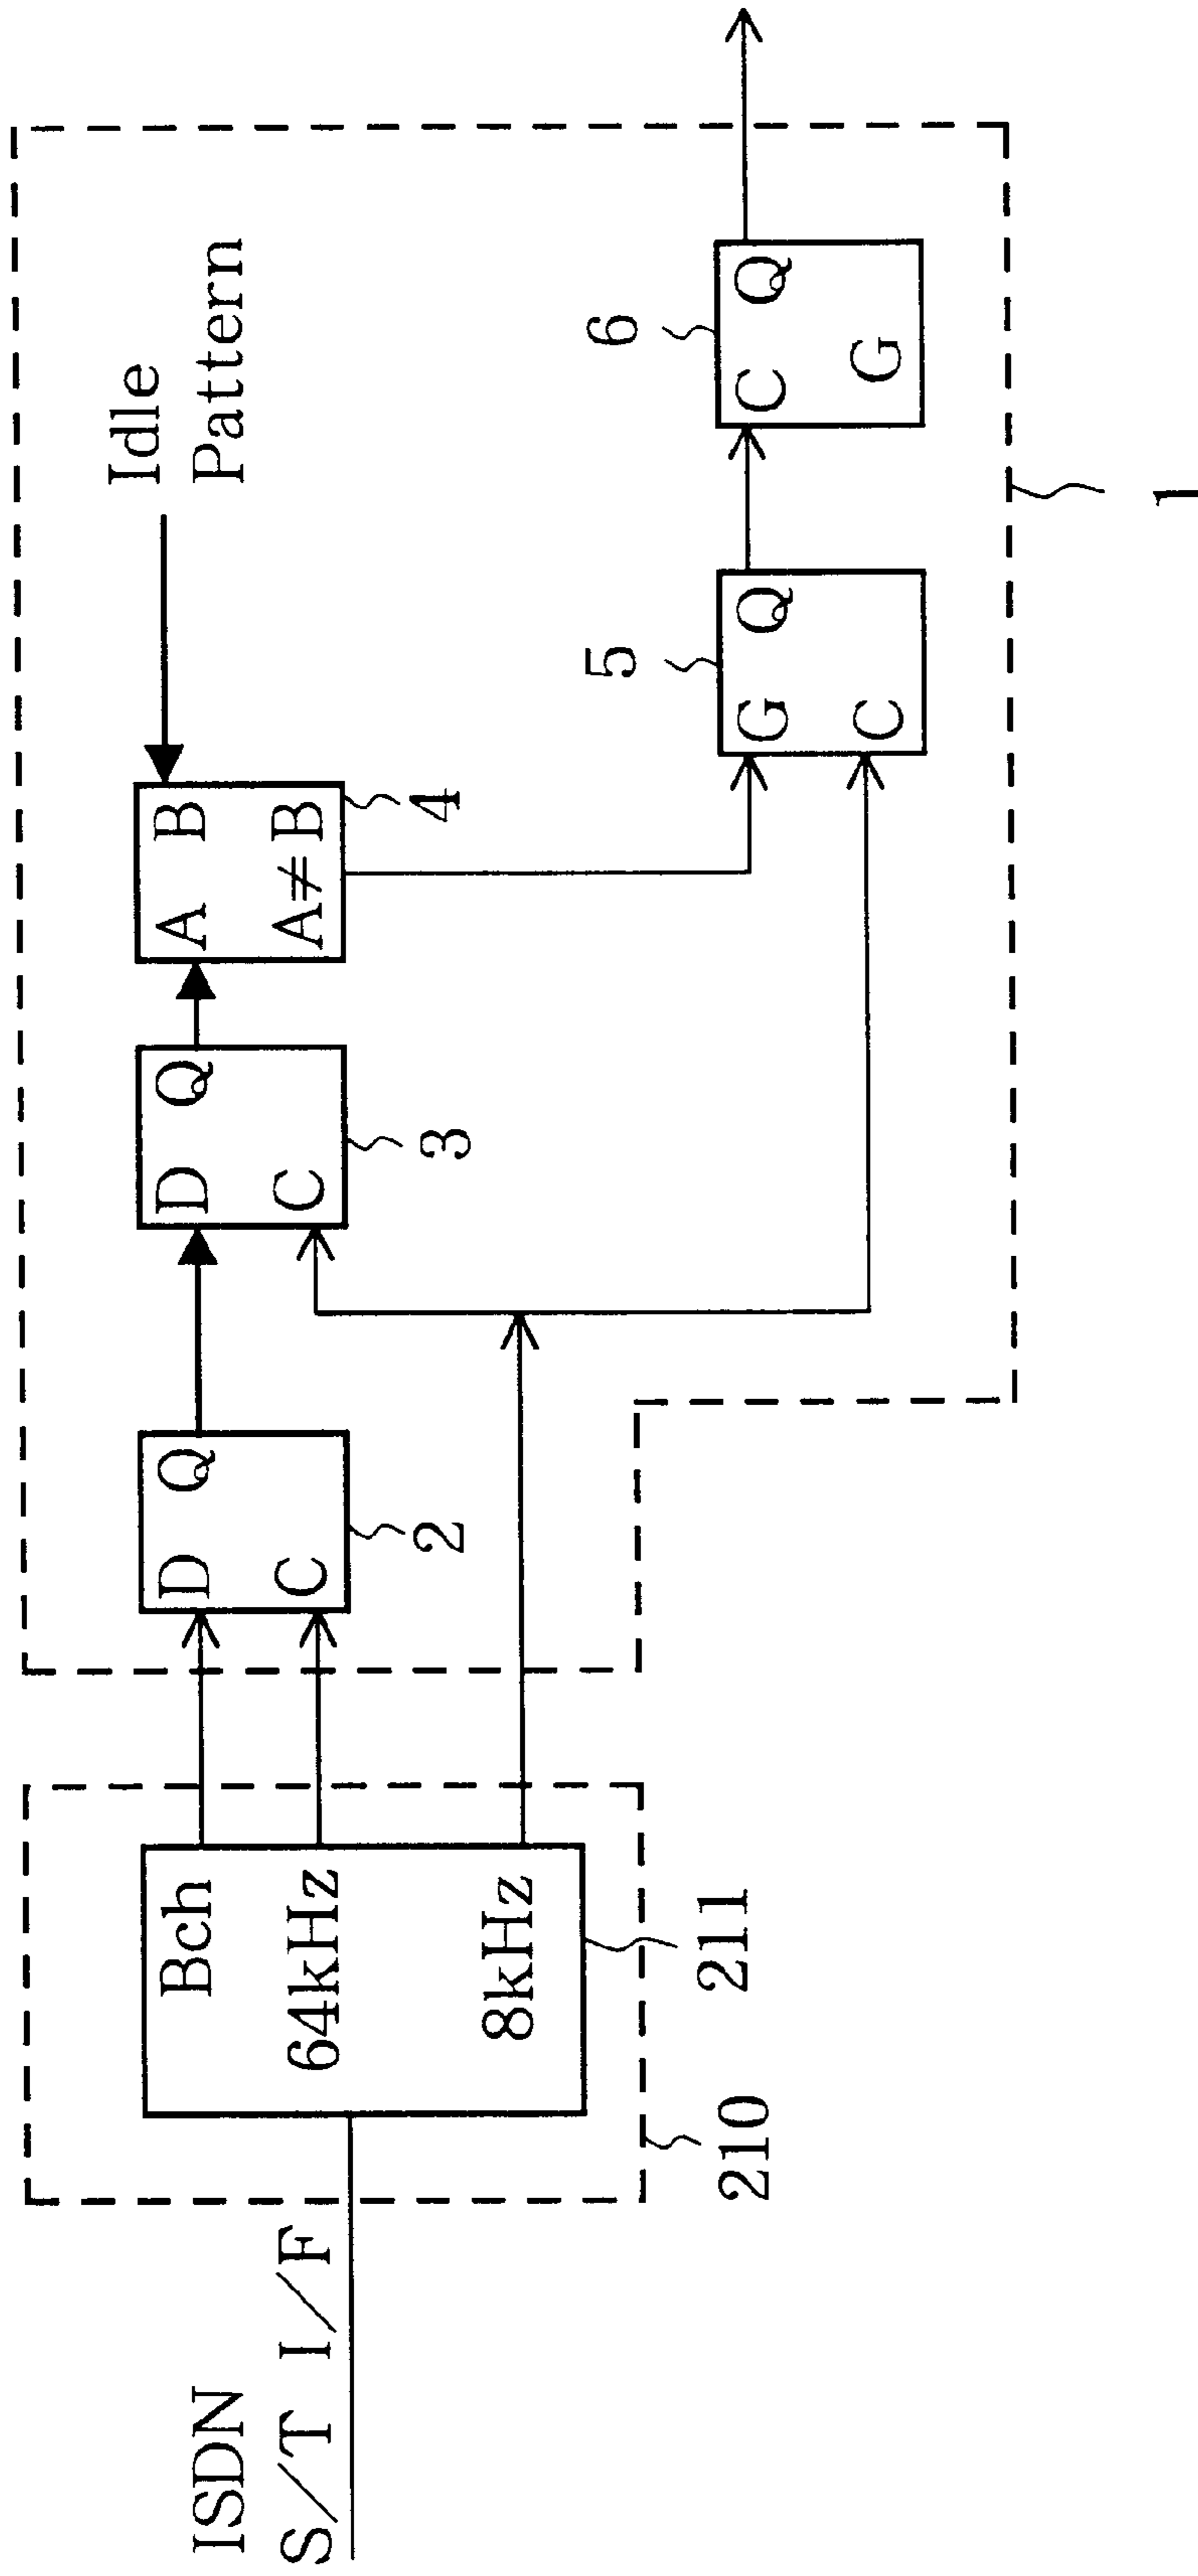 ISDN
S/T I/F
210
211
Bch
64kHz
8kHz
D Q
C
2
D Q
C
3
A B
A≠B
4
Idle
Pattern
G Q
C
5
C Q
G
6
1